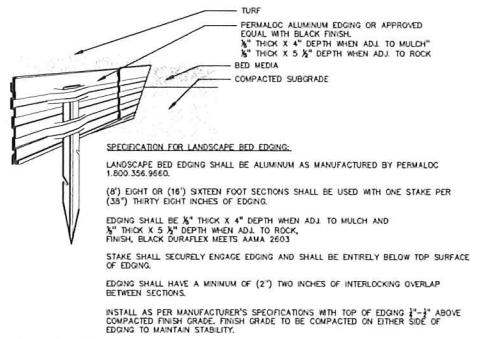 TURF
PERMALOC ALUMINUM EDGING OR APPROVED
EQUAL WITH BLACK FINISH.
⅛" THICK X 4" DEPTH WHEN ADJ. TO MULCH"
⅛" THICK X 5 ½" DEPTH WHEN ADJ. TO ROCK
BED MEDIA
COMPACTED SUBGRADE
SPECIFICATION FOR LANDSCAPE BED EDGING:
LANDSCAPE BED EDGING SHALL BE ALUMINUM AS MANUFACTURED BY PERMALOC
1.800.356.9660.
(8') EIGHT OR (16') SIXTEEN FOOT SECTIONS SHALL BE USED WITH ONE STAKE PER
(38") THIRTY EIGHT INCHES OF EDGING.
EDGING SHALL BE ⅛" THICK X 4" DEPTH WHEN ADJ. TO MULCH AND
⅛" THICK X 5 ½" DEPTH WHEN ADJ. TO ROCK,
FINISH, BLACK DURAFLEX MEETS AAMA 2603
STAKE SHALL SECURELY ENGAGE EDGING AND SHALL BE ENTIRELY BELOW TOP SURFACE
OF EDGING.
EDGING SHALL HAVE A MINIMUM OF (2") TWO INCHES OF INTERLOCKING OVERLAP
BETWEEN SECTIONS.
INSTALL AS PER MANUFACTURER'S SPECIFICATIONS WITH TOP OF EDGING ABOVE
COMPACTED FINISH GRADE. FINISH GRADE TO BE COMPACTED ON EITHER SIDE OF
EDGING TO MAINTAIN STABILITY.